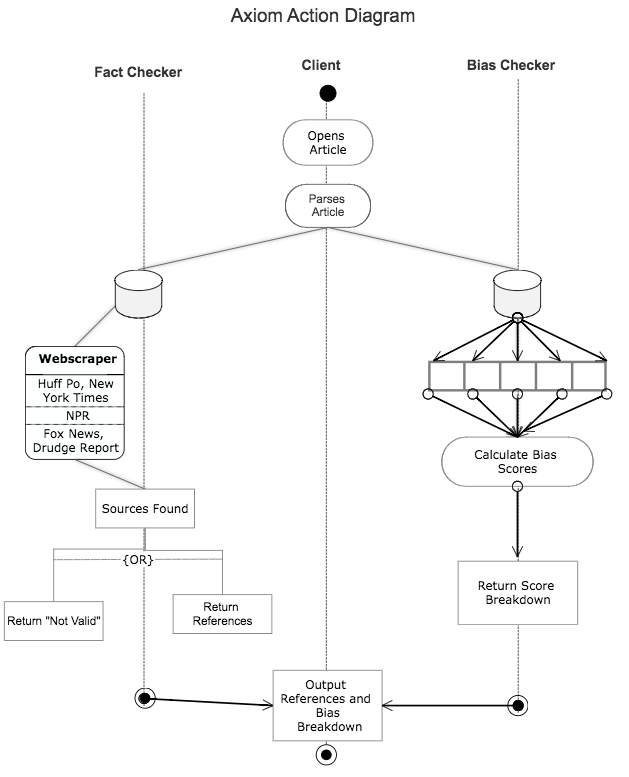 Axiom Action Diagram
Fact Checker
Client
Bias Checker
Opens
Article
Parses
Article
Webscraper
Huff Po, New
York Times
NPR
Fox News,
Drudge Report
Calculate Bias
Scores
Sources Found
{OR}
Return "Not Valid"
Return
References
Return Score
Breakdown
Output
References and
Bias
Breakdown